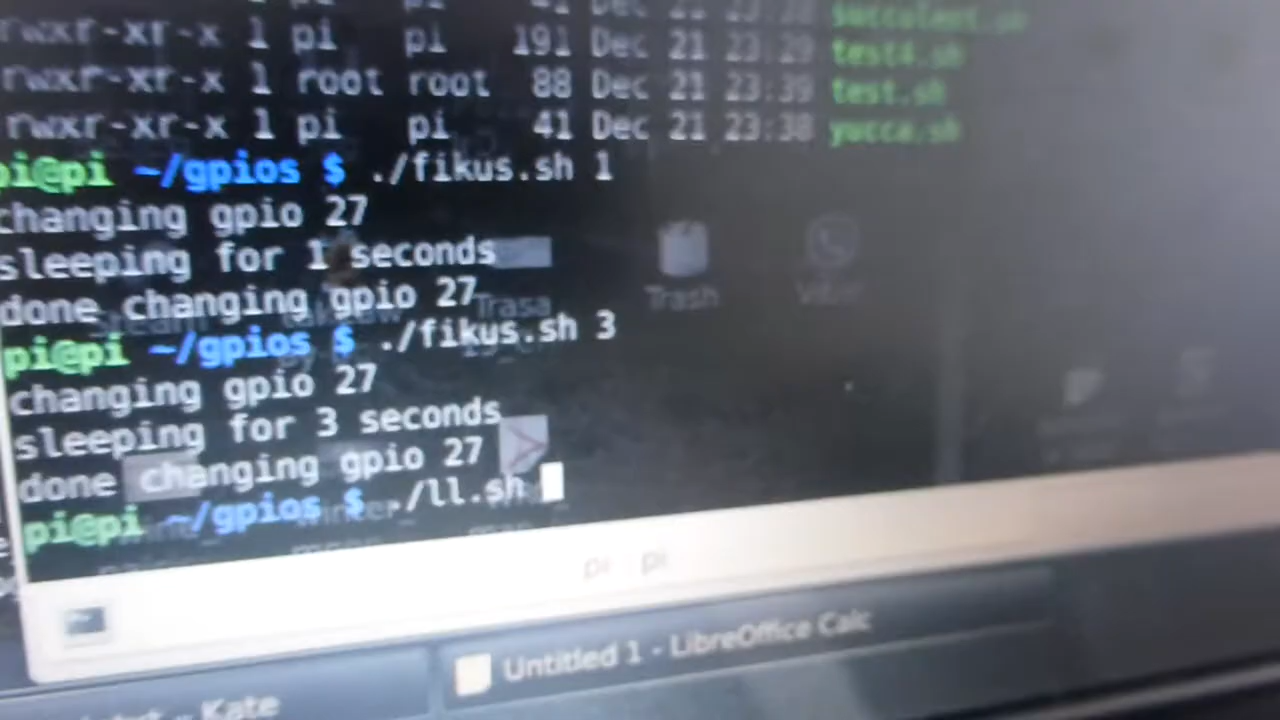 rwxr-xr-x 1 pi pi 191 Dec 21 23:29 test4.sh
rwxr-xr-x 1 root root 88 Dec 21 23:39 test.sh
rwxr-xr-x 1 pi pi 41 Dec 21 23:38 yucca.sh
pi@pi ~/gpios $ ./fikus.sh 1
changing gpio 27
sleeping for 1 seconds
done changing gpio 27
pi@pi ~/gpios $ ./fikus.sh 3
changing gpio 27
sleeping for 3 seconds
done changing gpio 27
pi@pi ~/gpios $ ./ll.sh
Trash
Viber
Trasa
pi : pi
Untitled 1 - LibreOffice Calc
- Kate